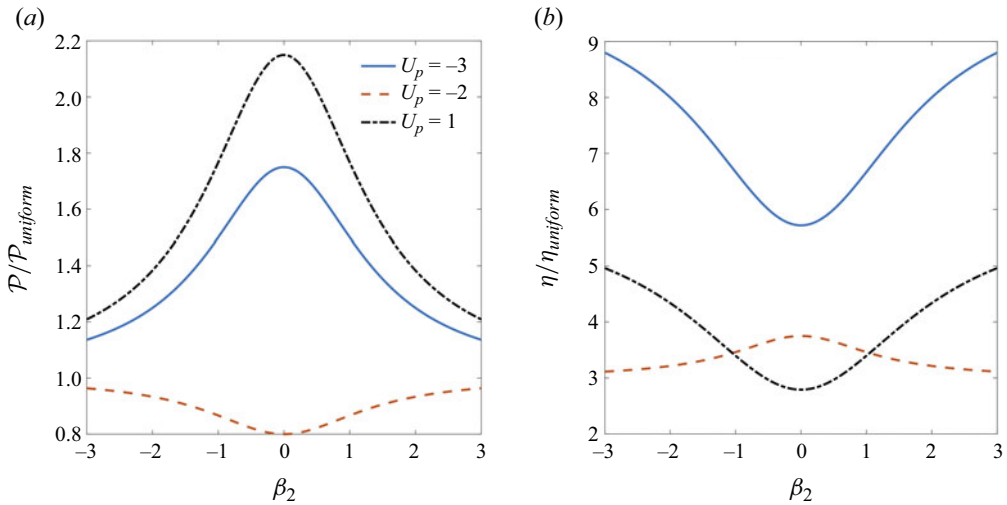 (a)
2.2
2.0
1.8
1.6
1.4
1.2
1.0
0.8
P/P_uniform
U_p = –3
U_p = –2
U_p = 1
–3 –2 –1 0 1 2 3
β₂
(b)
9
8
7
6
5
4
3
2
η/η_uniform
–3 –2 –1 0 1 2 3
β₂